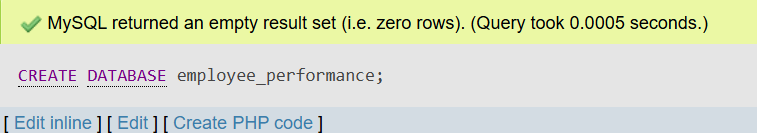 MySQL returned an empty result set (i.e. zero rows). (Query took 0.0005 seconds.)
CREATE DATABASE employee_performance;
[ Edit inline ] [ Edit ] [ Create PHP code ]